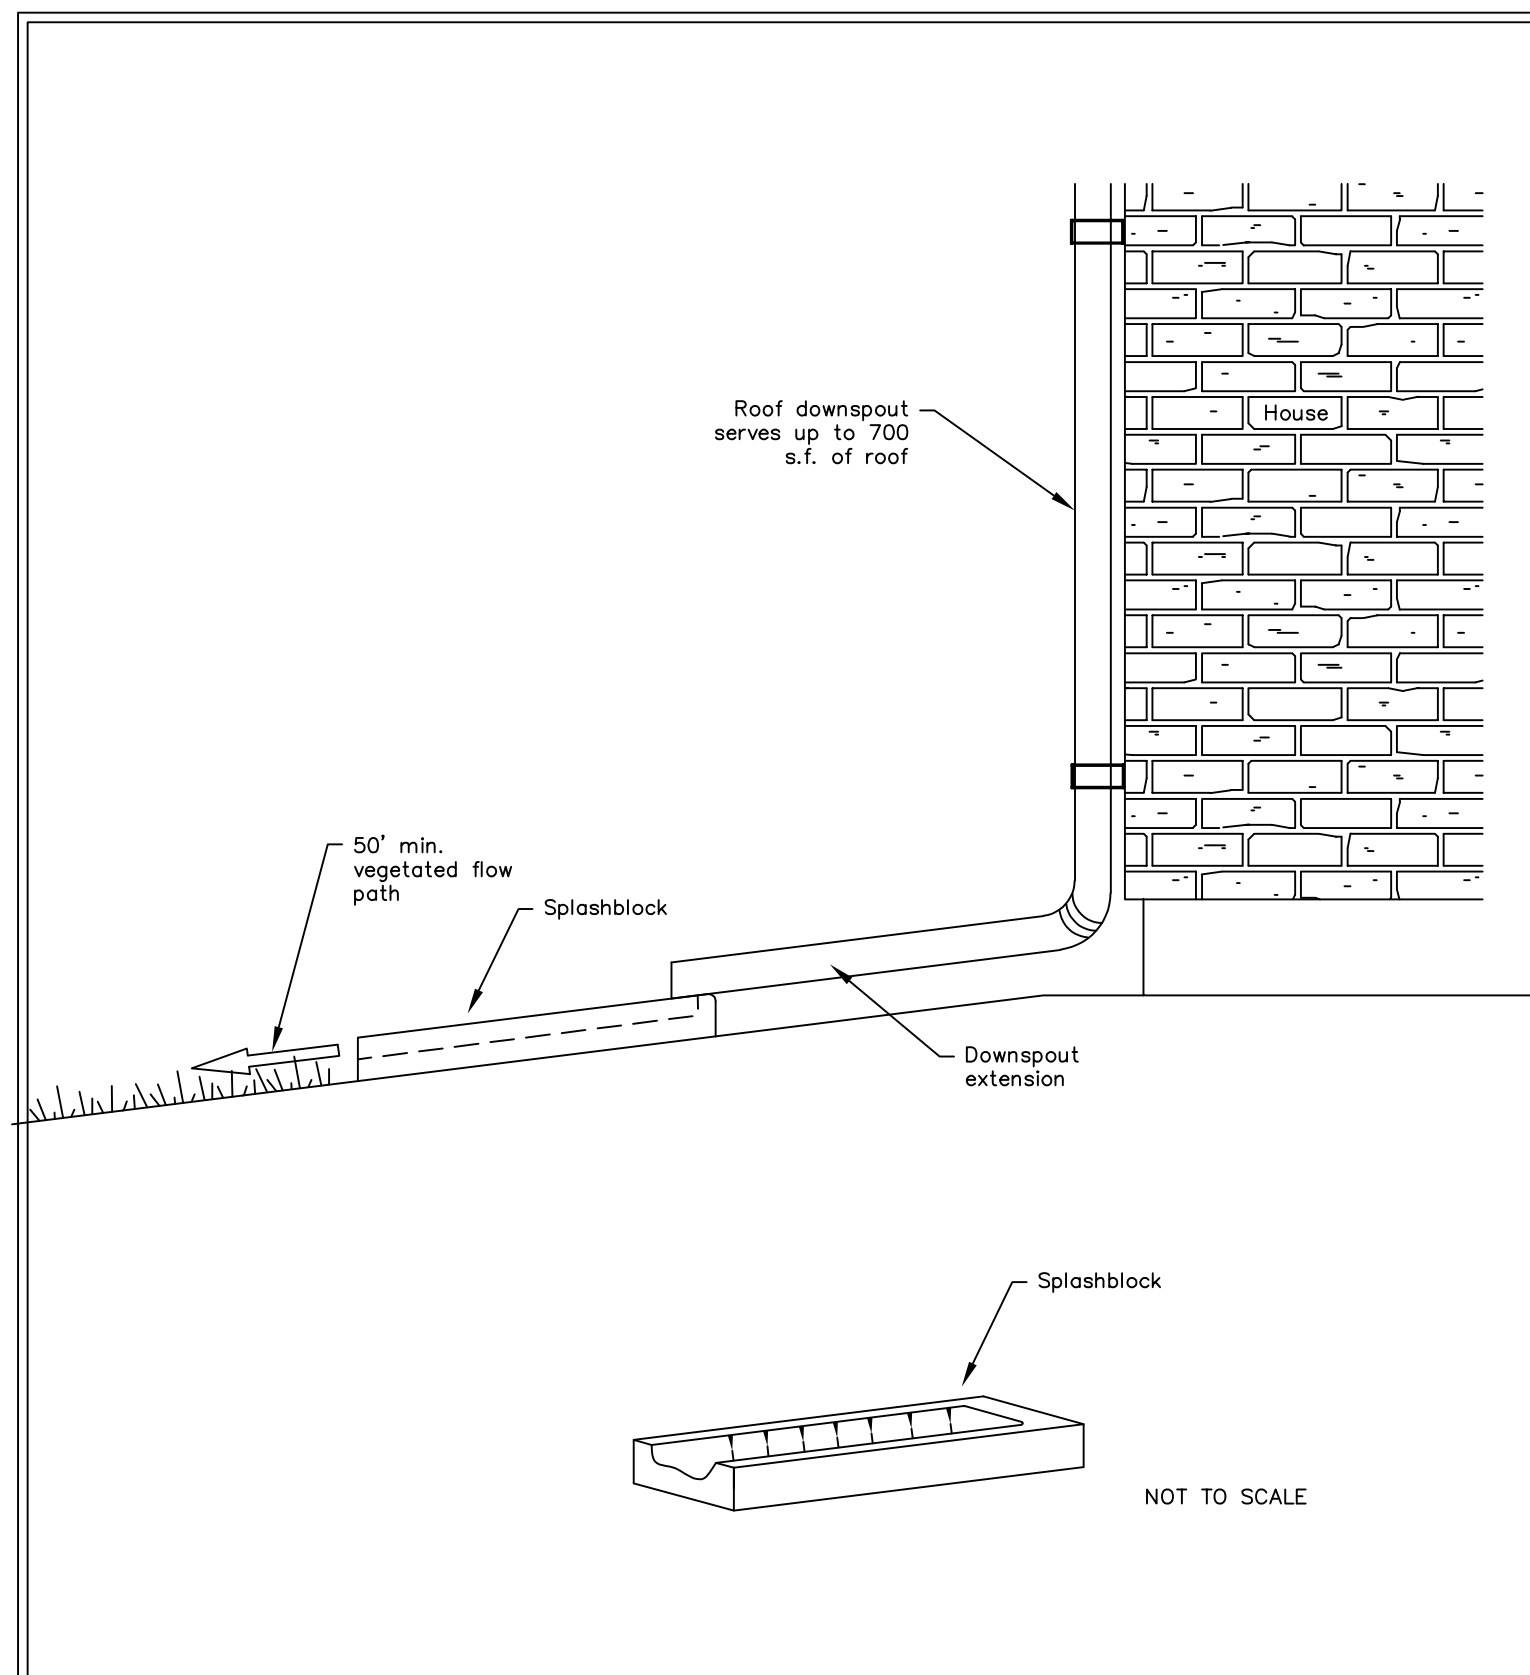 Roof downspout
serves up to 700
s.f. of roof
House
50' min.
vegetated flow
path
Splashblock
Downspout
extension
Splashblock
NOT TO SCALE